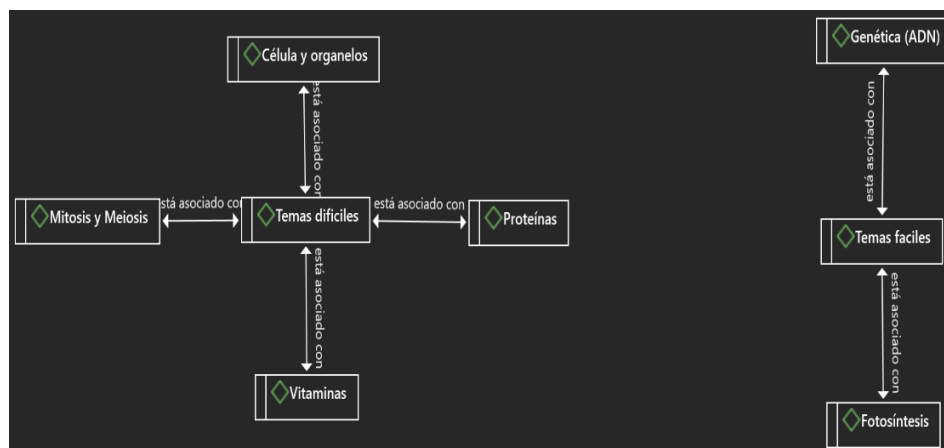 Célula y organelos
está asociado con
Mitosis y Meiosis
está asociado con
Temas dificiles
está asociado con
Proteínas
está asociado con
Vitaminas
Genética (ADN)
está asociado con
Temas faciles
está asociado con
Fotosíntesis